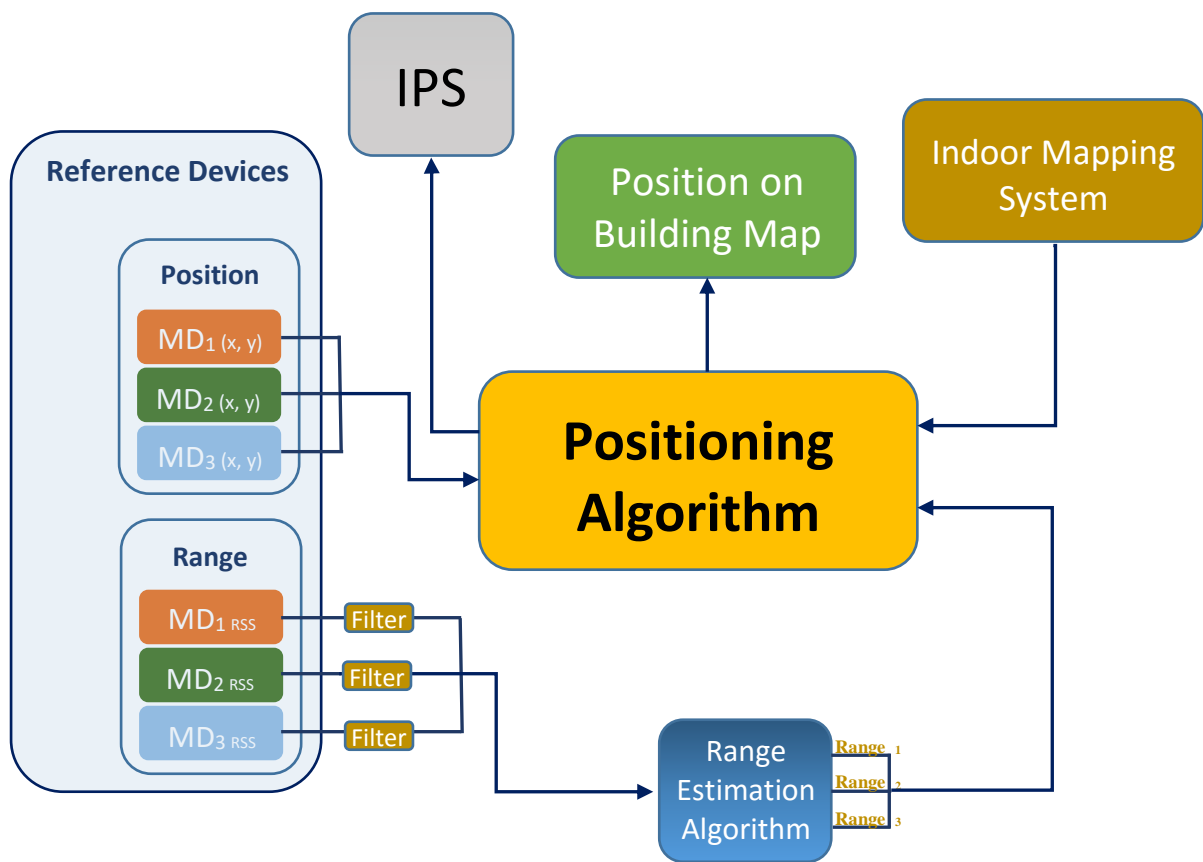 IPS
Reference Devices
Position on
Building Map
Indoor Mapping
System
Position
MD1 (x, y)
MD2 (x, y)
MD3 (x, y)
Positioning
Algorithm
Range
MD1 RSS
Filter
MD2 RSS
Filter
MD3 RSS
Filter
Range
Estimation
Algorithm
Range 1
Range 2
Range 3